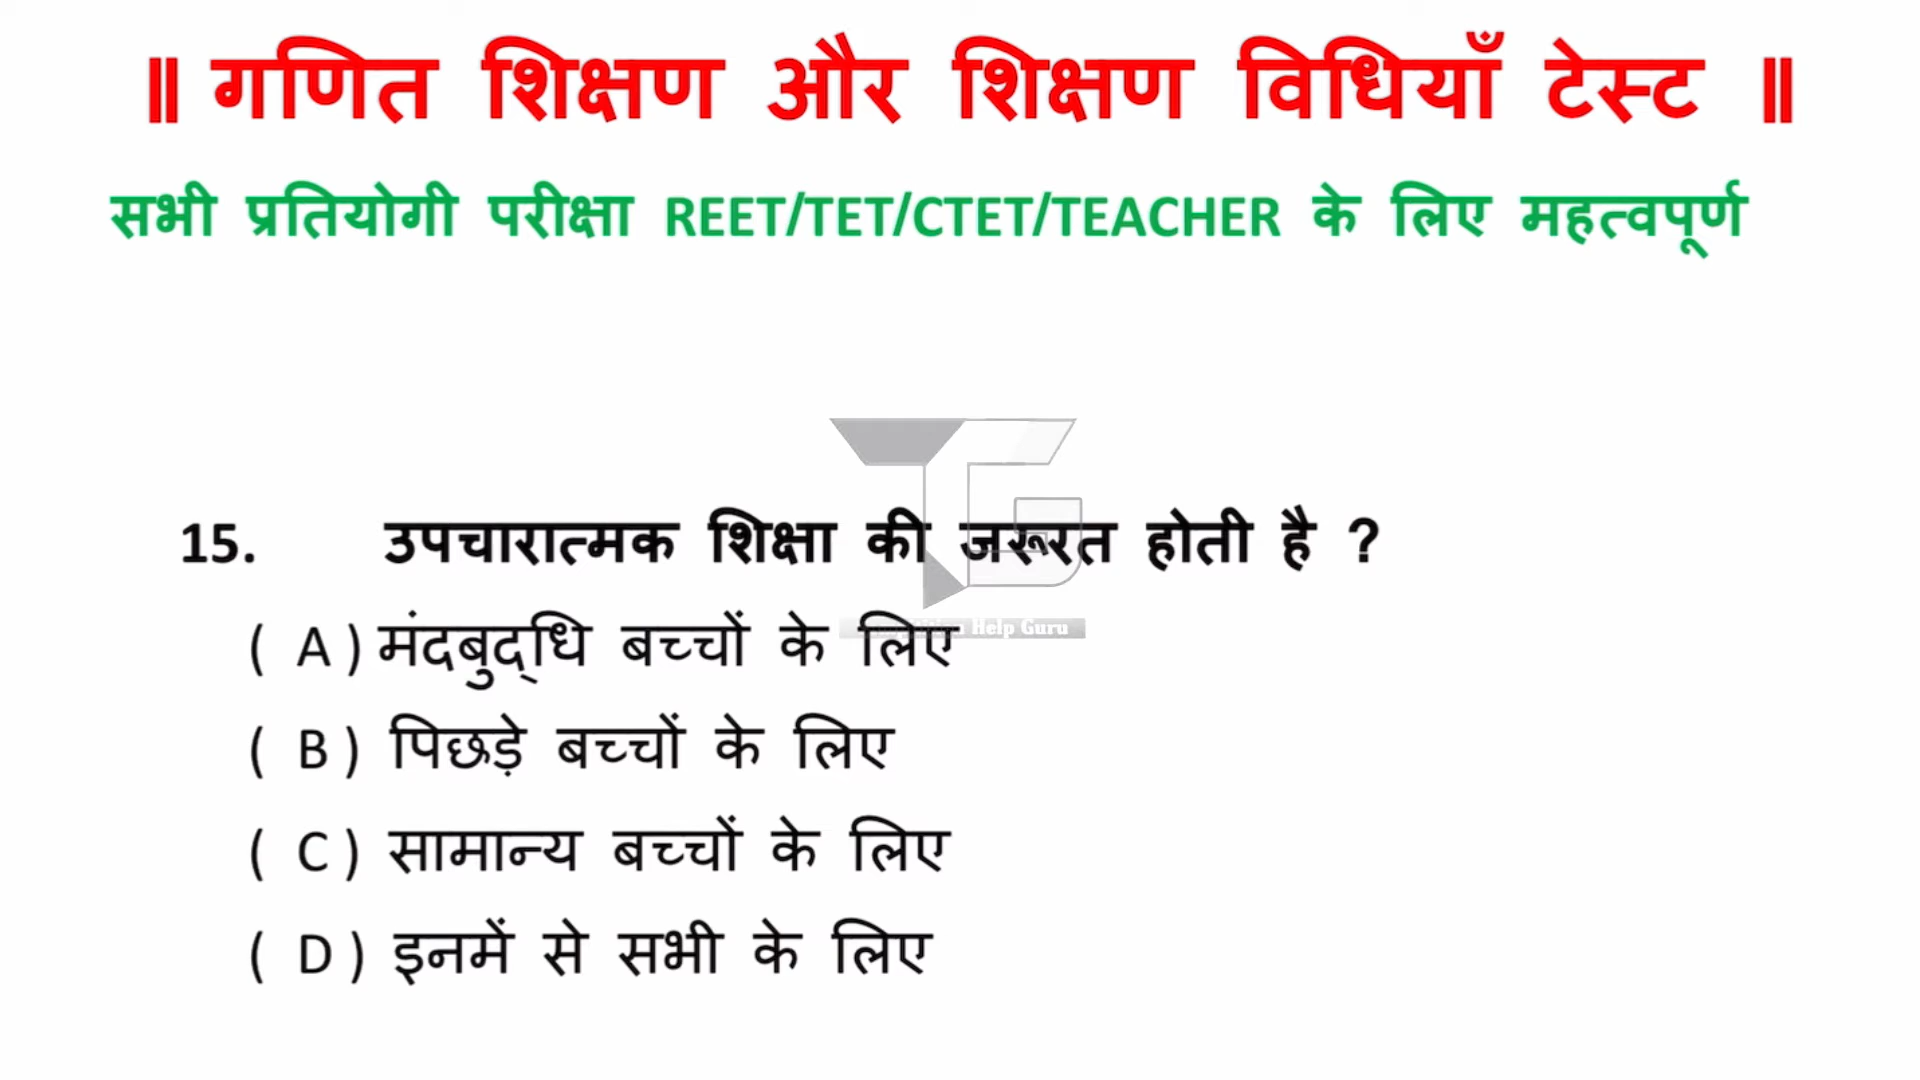 ॥ गणित शिक्षण और शिक्षण विधियाँ टेस्ट ॥
सभी प्रतियोगी परीक्षा REET/TET/CTET/TEACHER के लिए महत्वपूर्ण
15. उपचारात्मक शिक्षा की जरूरत होती है ?
( A ) मंदबुद्धि बच्चों के लिए
Help Guru
( B ) पिछड़े बच्चों के लिए
( C ) सामान्य बच्चों के लिए
( D ) इनमें से सभी के लिए